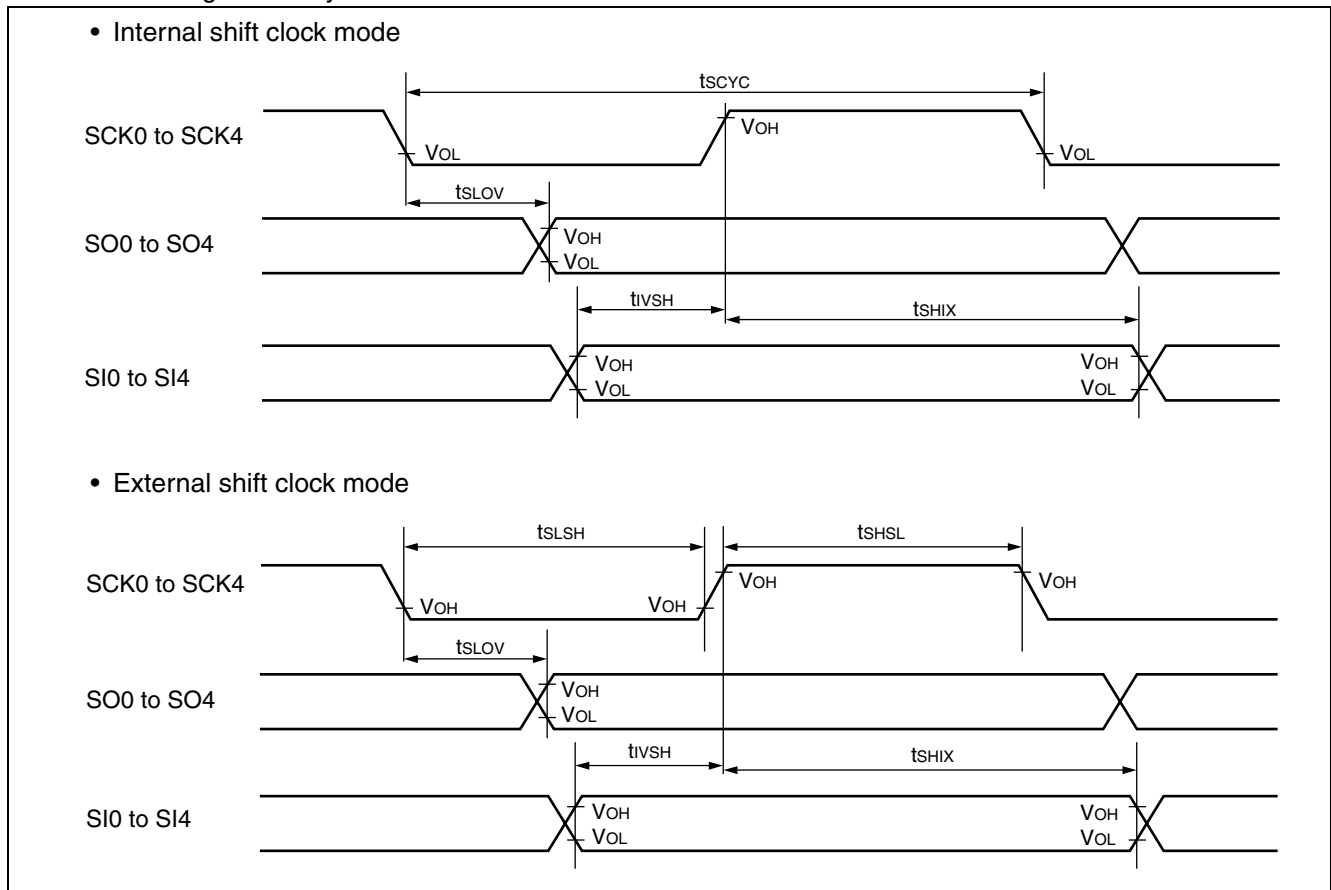 • Internal shift clock mode
tSCYC
SCK0 to SCK4
VOH
VOL
VOL
tSLOV
SO0 to SO4
VOH
VOL
tIVSH
tSHIX
SI0 to SI4
VOH
VOH
VOL
VOL
• External shift clock mode
tSLSH
tSHSL
SCK0 to SCK4
VOH
VOH
VOH
VOH
tSLOV
SO0 to SO4
VOH
VOL
tIVSH
tSHIX
SI0 to SI4
VOH
VOH
VOL
VOL